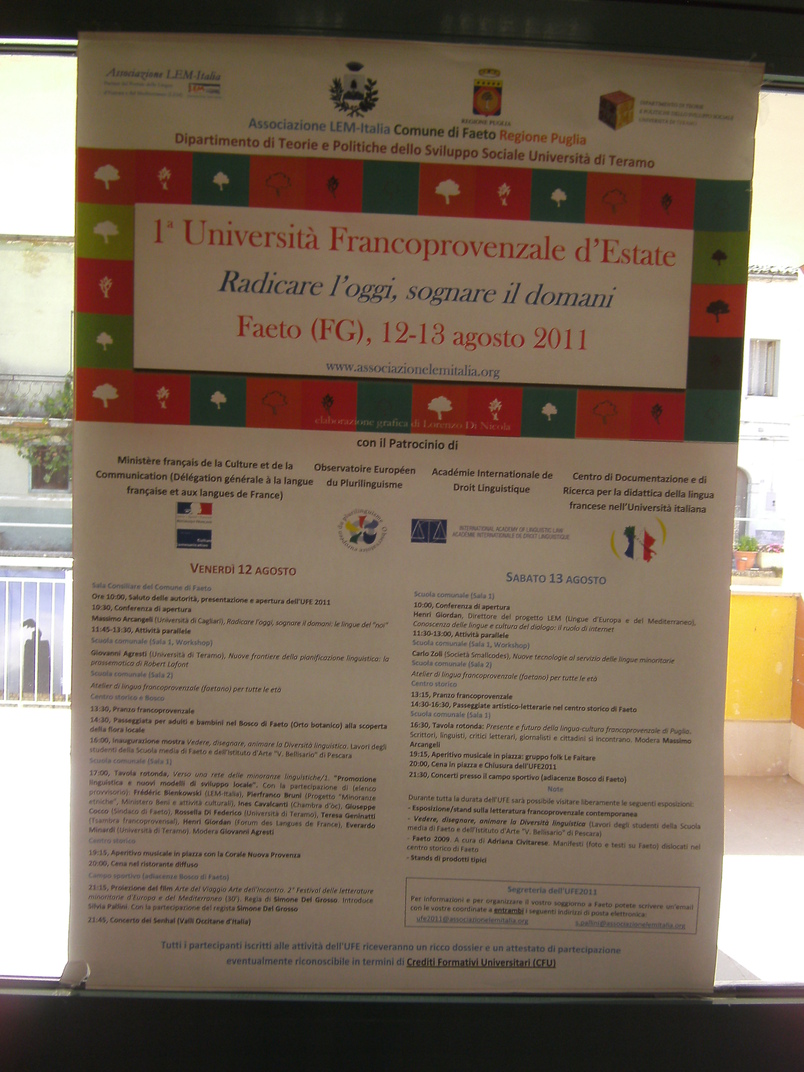 Associazione LEM-Italia
REGIONE PUGLIA
DIPARTIMENTO DI TEORIE
E POLITICHE DELLO SVILUPPO SOCIALE
UNIVERSITÀ DI TERAMO
Associazione LEM-Italia Comune di Faeto Regione Puglia
Dipartimento di Teorie e Politiche dello Sviluppo Sociale Università di Teramo
1ª Università Francoprovenzale d'Estate
Radicare l'oggi, sognare il domani
Faeto (FG), 12-13 agosto 2011
www.associazionelemitalia.org
elaborazione grafica di Lorenzo Di Nicola
con il Patrocinio di
Ministère français de la Culture et de la
Communication (Délégation générale à la langue
française et aux langues de France)
Observatoire Européen
du Plurilinguisme
Académie Internationale de
Droit Linguistique
Centro di Documentazione e di
Ricerca per la didattica della lingua
francese nell'Università italiana
INTERNATIONAL ACADEMY OF LINGUISTIC LAW
ACADÉMIE INTERNATIONALE DE DROIT LINGUISTIQUE
VENERDÌ 12 AGOSTO
Sala Consiliare del Comune di Faeto
Ore 10:00, Saluto delle autorità, presentazione e apertura dell'UFE 2011
10:30, Conferenza di apertura
Massimo Arcangeli (Università di Cagliari), Radicare l'oggi, sognare il domani: le lingue del "noi"
11:45-13:30, Attività parallele
Scuola comunale (Sala 1, Workshop)
Giovanni Agresti (Università di Teramo), Nuove frontiere della pianificazione linguistica: la
prossematica di Robert Lafont
Scuola comunale (Sala 2)
Atelier di lingua francoprovenzale (faetano) per tutte le età
Centro storico e Bosco
13:30, Pranzo francoprovenzale
14:30, Passeggiata per adulti e bambini nel Bosco di Faeto (Orto botanico) alla scoperta
della flora locale
16:00, Inaugurazione mostra Vedere, disegnare, animare la Diversità linguistica. Lavori degli
studenti della Scuola media di Faeto e dell'Istituto d'Arte "V. Bellisario" di Pescara
Scuola comunale (Sala 1)
17:00, Tavola rotonda, Verso una rete delle minoranze linguistiche/1. "Promozione
linguistica e nuovi modelli di sviluppo locale". Con la partecipazione di (elenco
provvisorio): Frédéric Bienkowski (LEM-Italia), Pierfranco Bruni (Progetto "Minoranze
etniche", Ministero Beni e attività culturali), Ines Cavalcanti (Chambra d'òc), Giuseppe
Cocco (Sindaco di Faeto), Rossella Di Federico (Università di Teramo), Teresa Geninatti
(Tsambra francoprovensal), Henri Giordan (Forum des Langues de France), Everardo
Minardi (Università di Teramo). Modera Giovanni Agresti
Centro storico
19:15, Aperitivo musicale in piazza con la Corale Nuova Provenza
20:00, Cena nel ristorante diffuso
Campo sportivo (adiacenze Bosco di Faeto)
21:15, Proiezione del film Arte del Viaggio Arte dell'Incontro. 2° Festival delle letterature
minoritarie d'Europa e del Mediterraneo (30'). Regia di Simone Del Grosso. Introduce
Silvia Pallini. Con la partecipazione del regista Simone Del Grosso
21:45, Concerto dei Senhal (Valli Occitane d'Italia)
SABATO 13 AGOSTO
Scuola comunale (Sala 1)
10:00, Conferenza di apertura
Henri Giordan, Direttore del progetto LEM (Lingue d'Europa e del Mediterraneo),
Conoscenza delle lingue e cultura del dialogo: il ruolo di internet
11:30-13:00, Attività parallele
Scuola comunale (Sala 1, Workshop)
Carlo Zoli (Società Smallcodes), Nuove tecnologie al servizio delle lingue minoritarie
Scuola comunale (Sala 2)
Atelier di lingua francoprovenzale (faetano) per tutte le età
Centro storico
13:15, Pranzo francoprovenzale
14:30-16:30, Passeggiate artistico-letterarie nel centro storico di Faeto
Scuola comunale (Sala 1)
16:30, Tavola rotonda: Presente e futuro della lingua-cultura francoprovenzale di Puglia.
Scrittori, linguisti, critici letterari, giornalisti e cittadini si incontrano. Modera Massimo
Arcangeli
19:15, Aperitivo musicale in piazza: gruppo folk Le Faitare
20:00, Cena in piazza e Chiusura dell'UFE2011
21:30, Concerti presso il campo sportivo (adiacenze Bosco di Faeto)
Note
Durante tutta la durata dell'UFE sarà possibile visitare liberamente le seguenti esposizioni:
- Esposizione/stand sulla letteratura francoprovenzale contemporanea
- Vedere, disegnare, animare la Diversità linguistica (Lavori degli studenti della Scuola
media di Faeto e dell'Istituto d'Arte "V. Bellisario" di Pescara)
- Faeto 2009. A cura di Adriana Civitarese. Manifesti (foto e testi su Faeto) dislocati nel
centro storico di Faeto
- Stands di prodotti tipici
Segreteria dell'UFE2011
Per informazioni e per organizzare il vostro soggiorno a Faeto potete scrivere un'email
con le vostre coordinate a entrambi i seguenti indirizzi di posta elettronica:
ufe2011@associazionelemitalia.org s.pallini@associazionelemitalia.org
Tutti i partecipanti iscritti alle attività dell'UFE riceveranno un ricco dossier e un attestato di partecipazione
eventualmente riconoscibile in termini di Crediti Formativi Universitari (CFU)